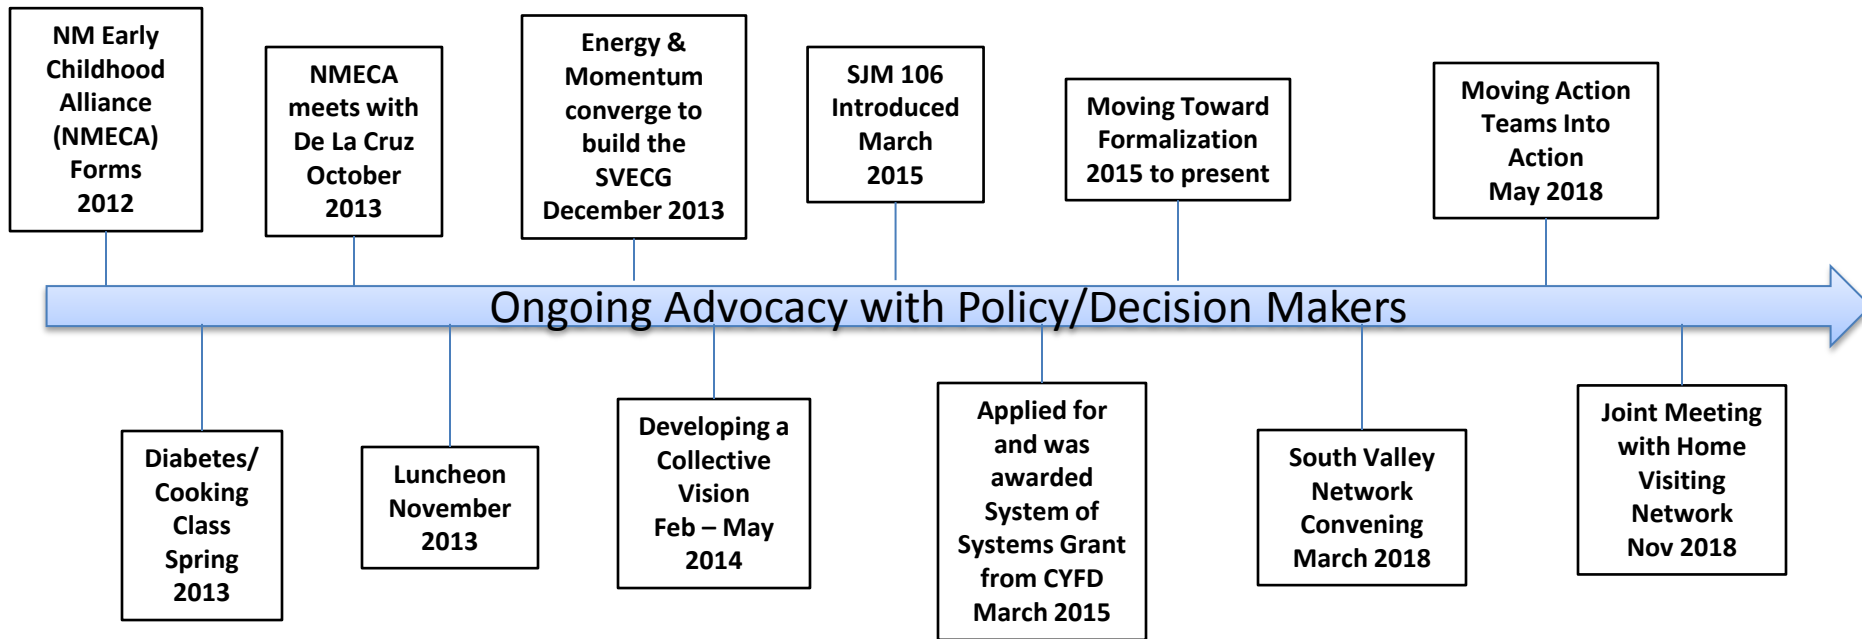 NM Early
Childhood
Alliance
(NMECA)
Forms
2012
NMECA
meets with
De La Cruz
October
2013
Energy &
Momentum
converge to
build the
SVECG
December 2013
SJM 106
Introduced
March
2015
Moving Toward
Formalization
2015 to present
Moving Action
Teams Into
Action
May 2018
Ongoing Advocacy with Policy/Decision Makers
Diabetes/
Cooking
Class
Spring
2013
Luncheon
November
2013
Developing a
Collective
Vision
Feb – May
2014
Applied for
and was
awarded
System of
Systems Grant
from CYFD
March 2015
South Valley
Network
Convening
March 2018
Joint Meeting
with Home
Visiting
Network
Nov 2018